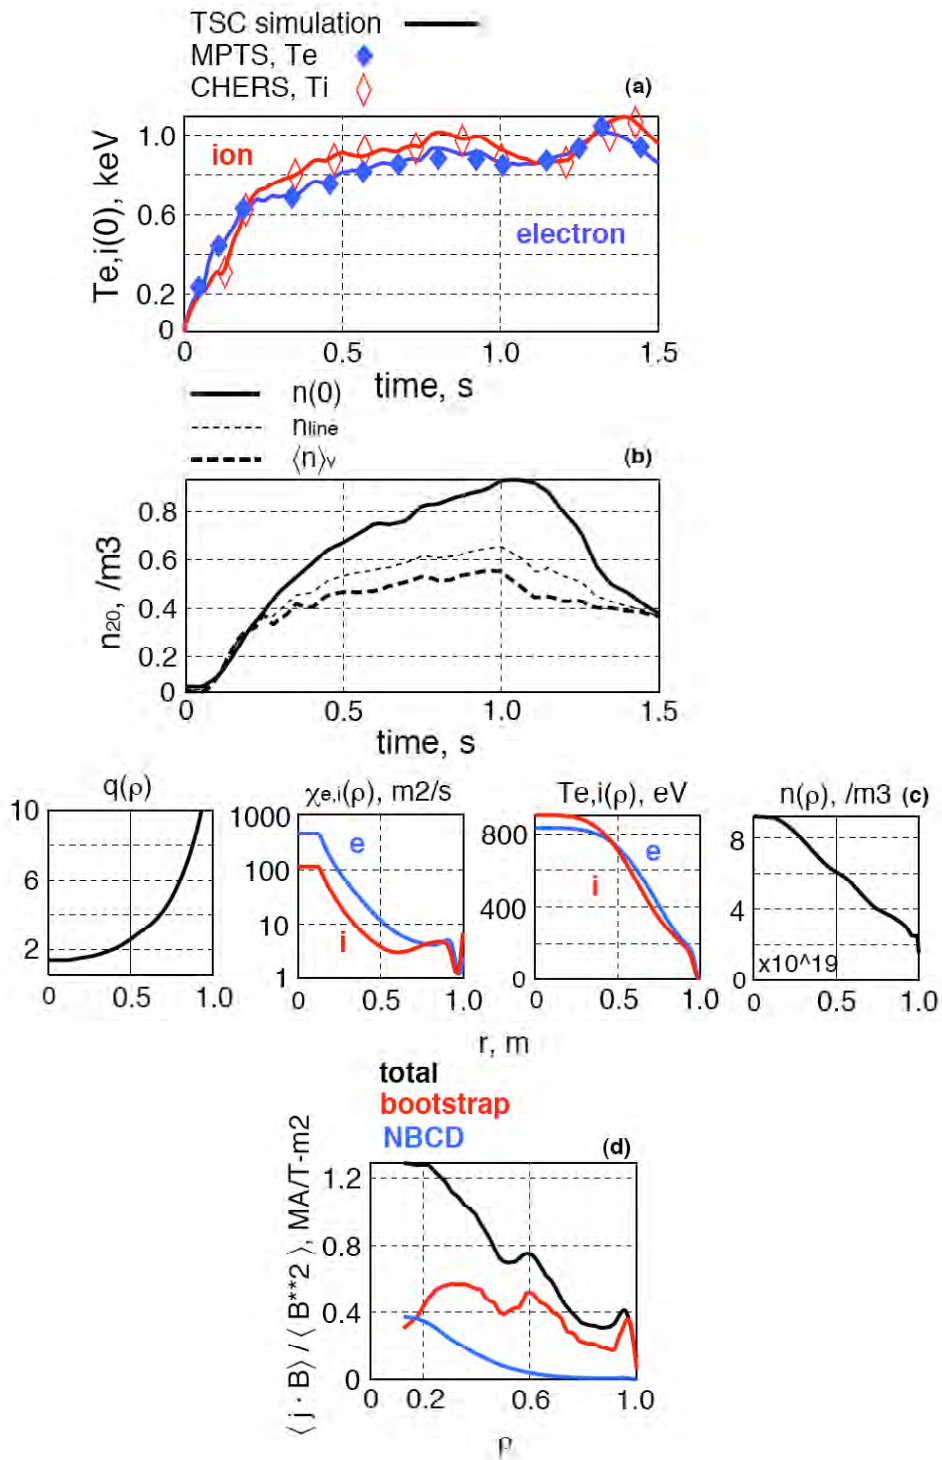 TSC simulation
MPTS, Te
CHERS, Ti
(a)
Te,i(0), keV
1.0
0.6
0.2
0
ion
electron
0 0.5 1.0 1.5
time, s
n(0)
nline
⟨n⟩v
(b)
n20, /m3
0.8
0.6
0.4
0.2
0
0 0.5 1.0 1.5
time, s
q(ρ)
10
6
2
0 0.5 1.0
χe,i(ρ), m2/s
1000
100
10
1
e
i
0 0.5 1.0
Te,i(ρ), eV
800
400
0
e
i
0 0.5 1.0
n(ρ), /m3 (c)
8
4
0
x10^19
0 0.5 1.0
r, m
total
bootstrap
NBCD
(d)
⟨j · B⟩ / ⟨B**2⟩, MA/T-m2
1.2
0.8
0.4
0
0 0.2 0.6 1.0
ρ